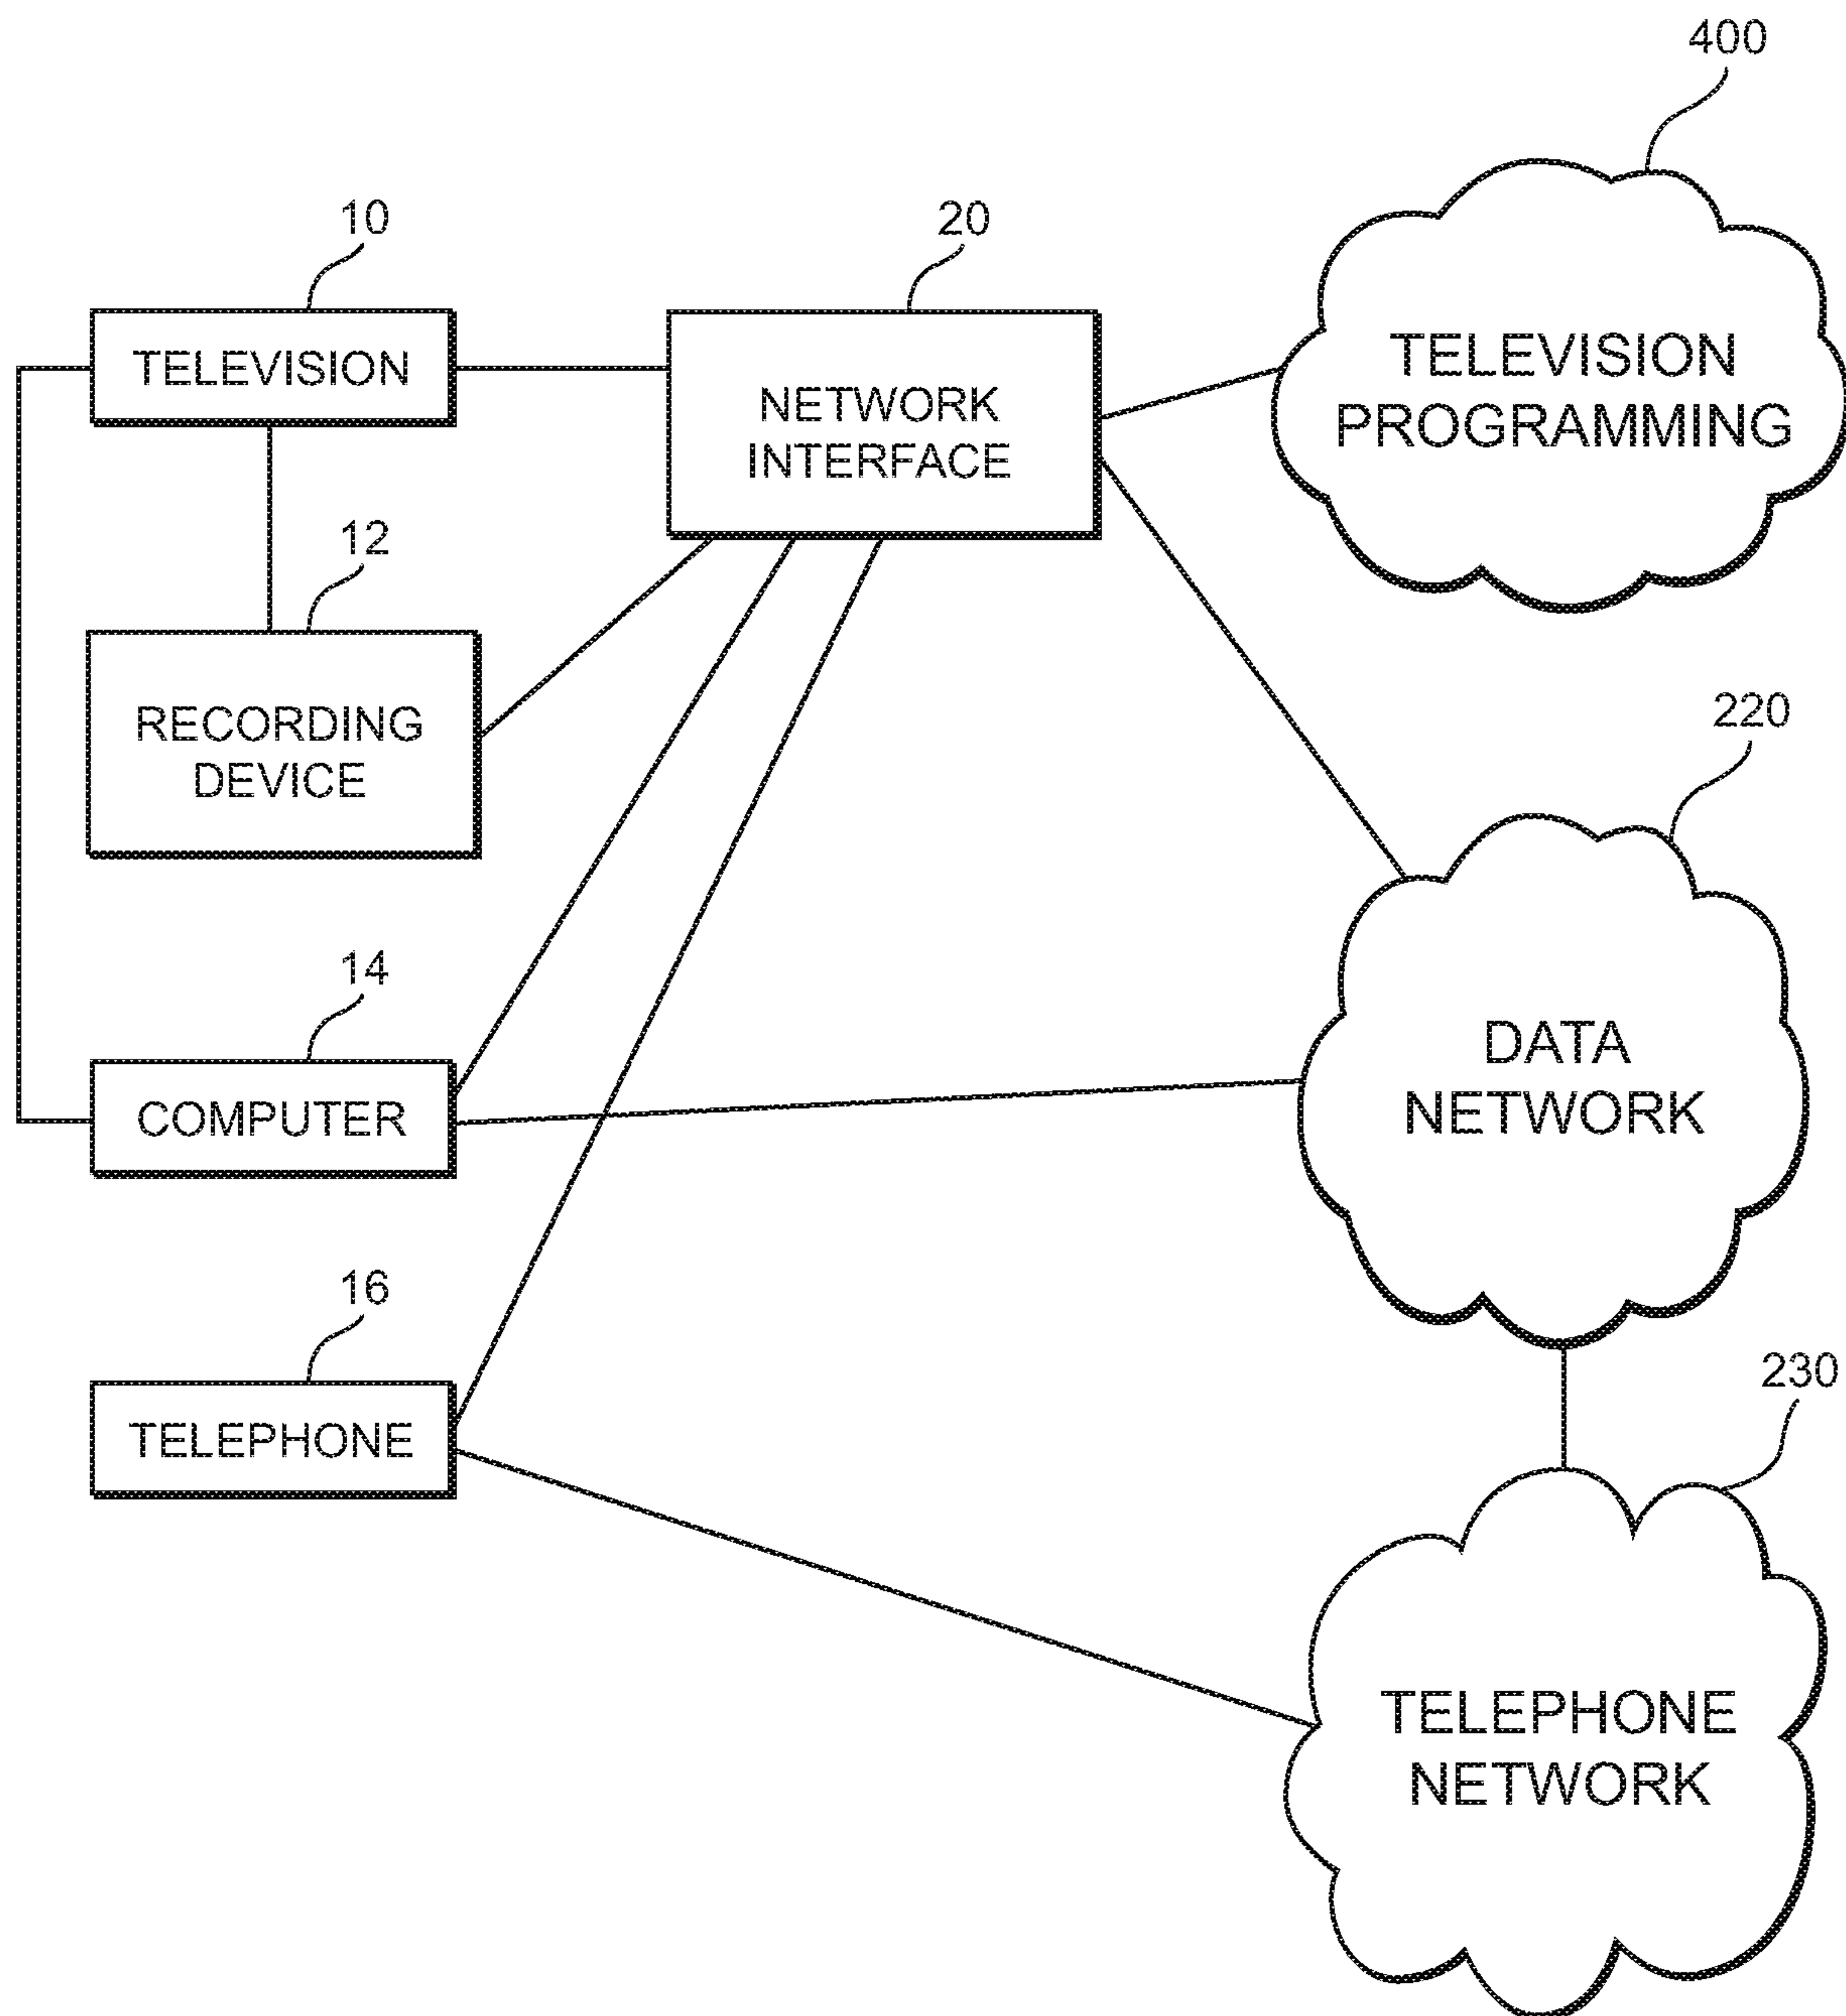 400
10
20
TELEVISION
NETWORK
INTERFACE
TELEVISION
PROGRAMMING
12
RECORDING
DEVICE
220
14
COMPUTER
DATA
NETWORK
16
TELEPHONE
230
TELEPHONE
NETWORK